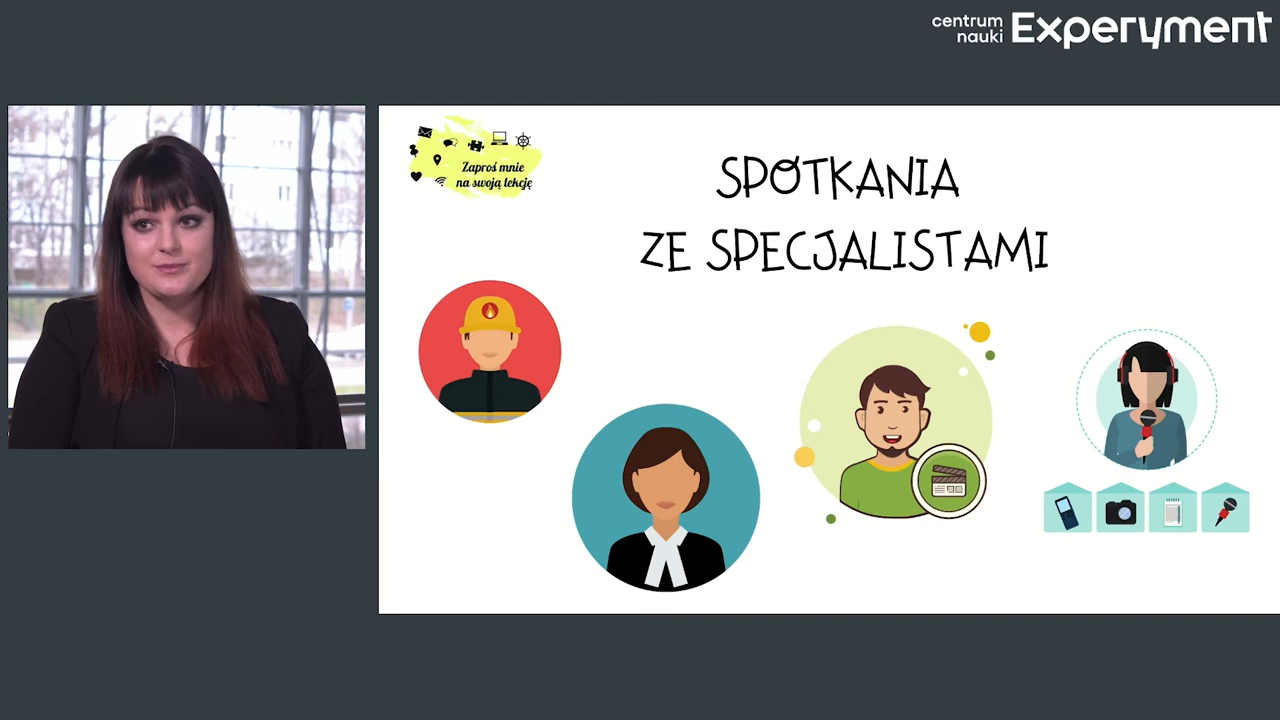 centrum
nauki Experyment
Zaproś mnie
na swoją lekcję
SPOTKANIA
ZE SPECJALISTAMI